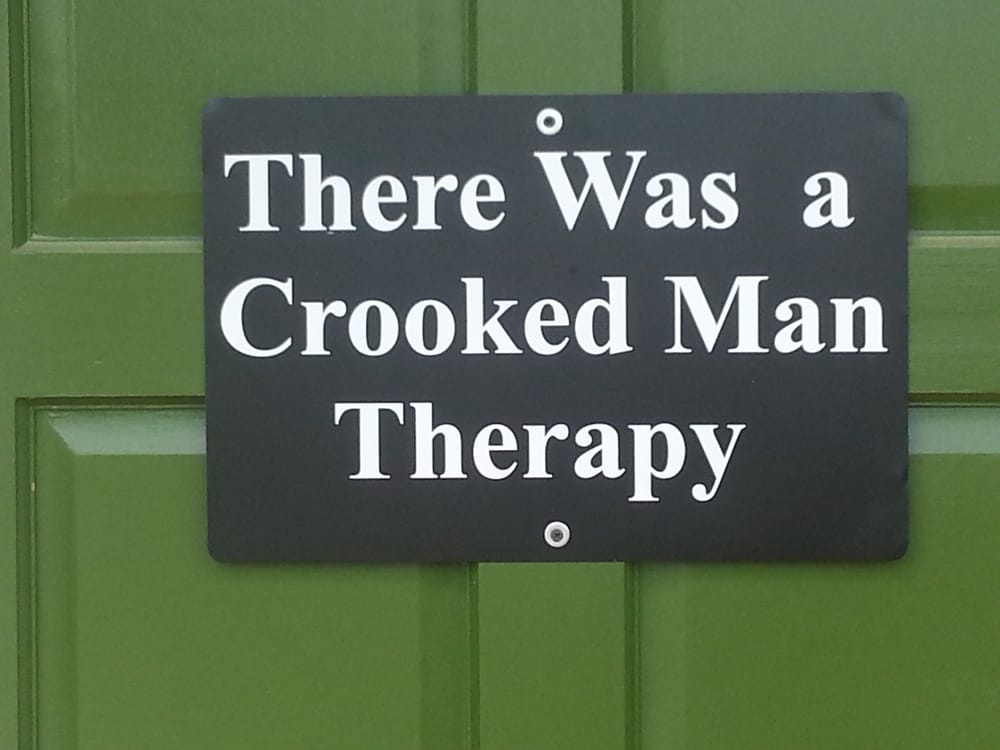 There Was a
Crooked Man
Therapy